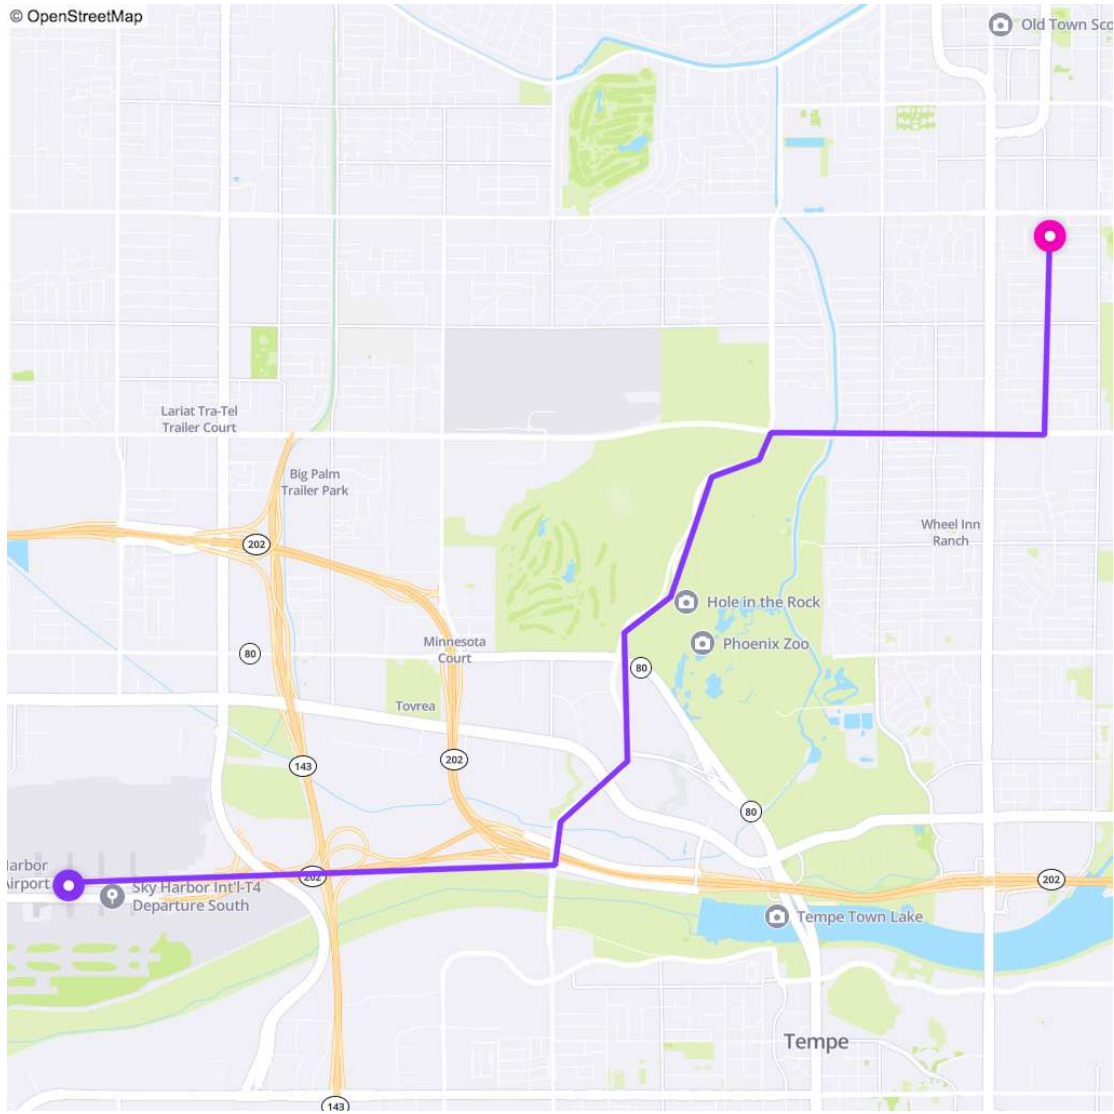 © OpenStreetMap
Old Town Sco
Lariat Tra-Tel
Trailer Court
Big Palm
Trailer Park
Wheel Inn
Ranch
202
Hole in the Rock
80
Minnesota
Court
Phoenix Zoo
80
Tovrea
143
202
80
arbor
Airport
202
Sky Harbor Int'l-T4
Departure South
202
Tempe Town Lake
Tempe
143